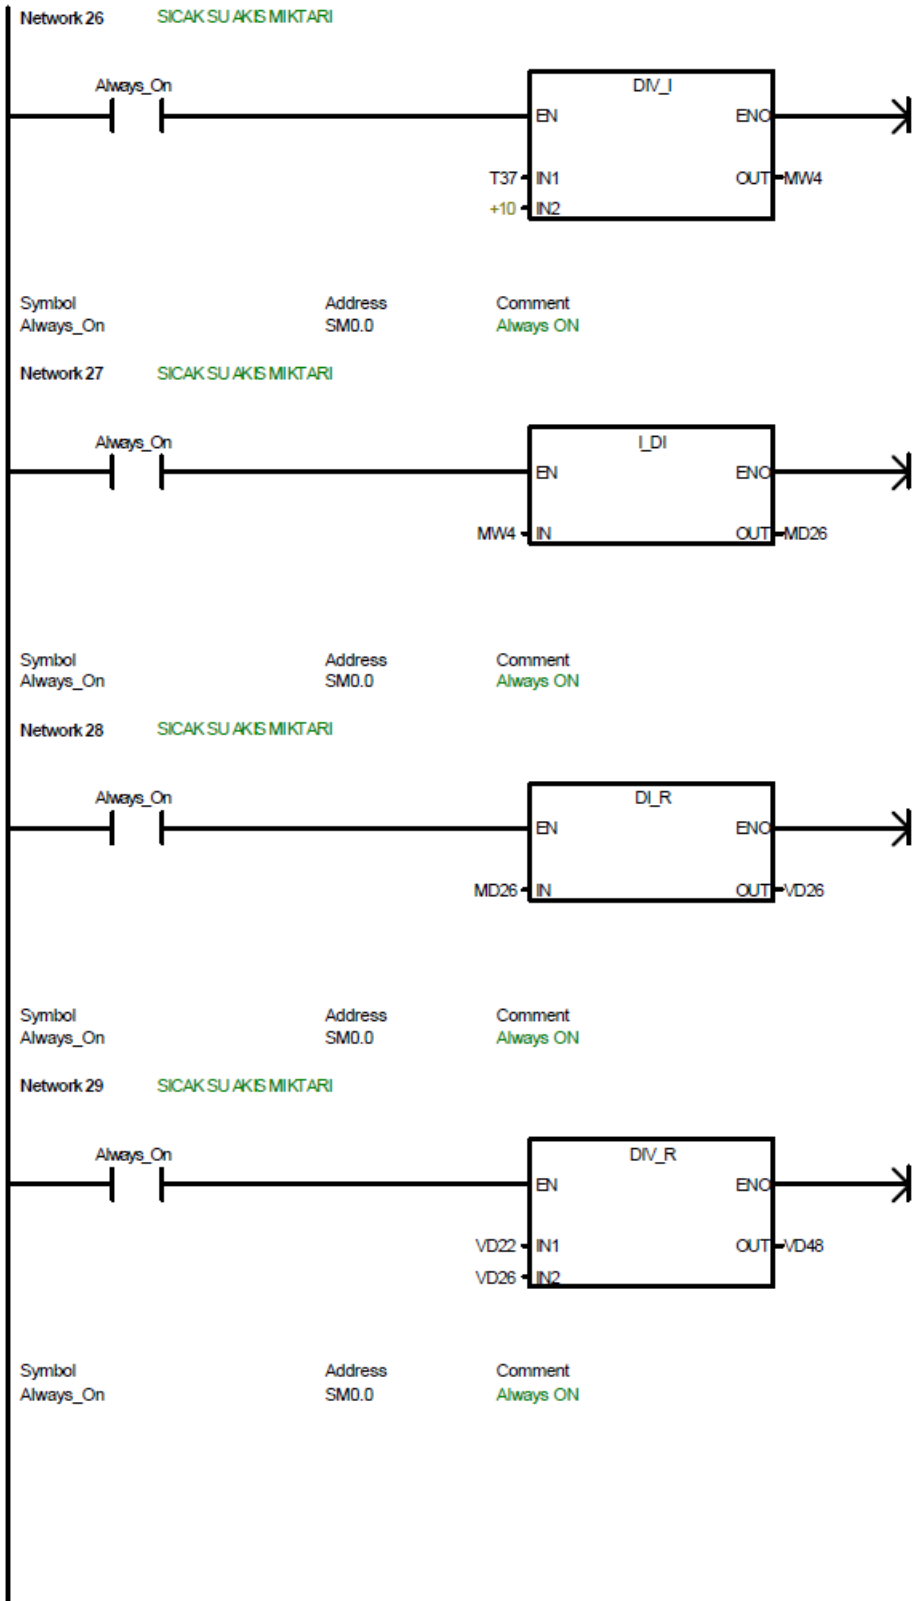 Network 26 SICAK SU AKIS MIKTARI
Always_On
DIV_I
EN ENO
T37 IN1 OUT MW4
+10 IN2
Symbol Address Comment
Always_On SM0.0 Always ON
Network 27 SICAK SU AKIS MIKTARI
Always_On
I_DI
EN ENO
MW4 IN OUT MD26
Symbol Address Comment
Always_On SM0.0 Always ON
Network 28 SICAK SU AKIS MIKTARI
Always_On
DI_R
EN ENO
MD26 IN OUT VD26
Symbol Address Comment
Always_On SM0.0 Always ON
Network 29 SICAK SU AKIS MIKTARI
Always_On
DIV_R
EN ENO
VD22 IN1 OUT VD48
VD26 IN2
Symbol Address Comment
Always_On SM0.0 Always ON